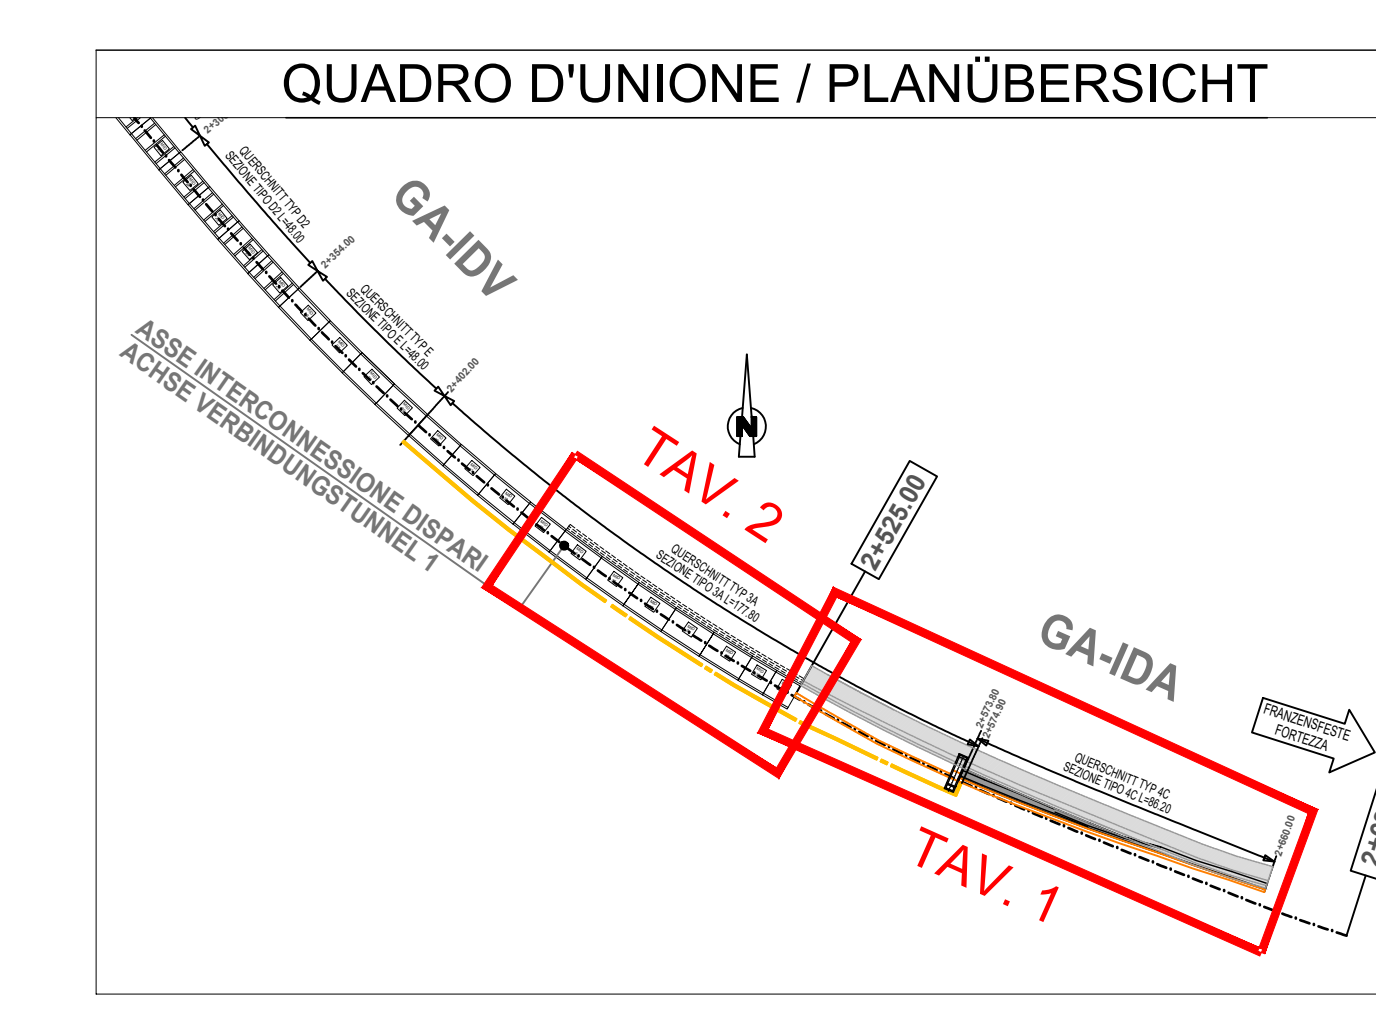 QUADRO D'UNIONE / PLANÜBERSICHT
QUERSCHNITT TYP D2
SEZIONE TIPO D2 L=48.00
GA-IDV
2+354.00
QUERSCHNITT TYP E
SEZIONE TIPO E L=48.00
2+402.00
ASSE INTERCONNESSIONE DISPARI
ACHSE VERBINDUNGSTUNNEL 1
N
TAV. 2
QUERSCHNITT TYP 3A
SEZIONE TIPO 3A L=177.80
2+525.00
GA-IDA
2+573.80
2+574.90
FRANZENSFESTE
FORTEZZA
QUERSCHNITT TYP 4C
SEZIONE TIPO 4C L=86.20
2+660.00
TAV. 1